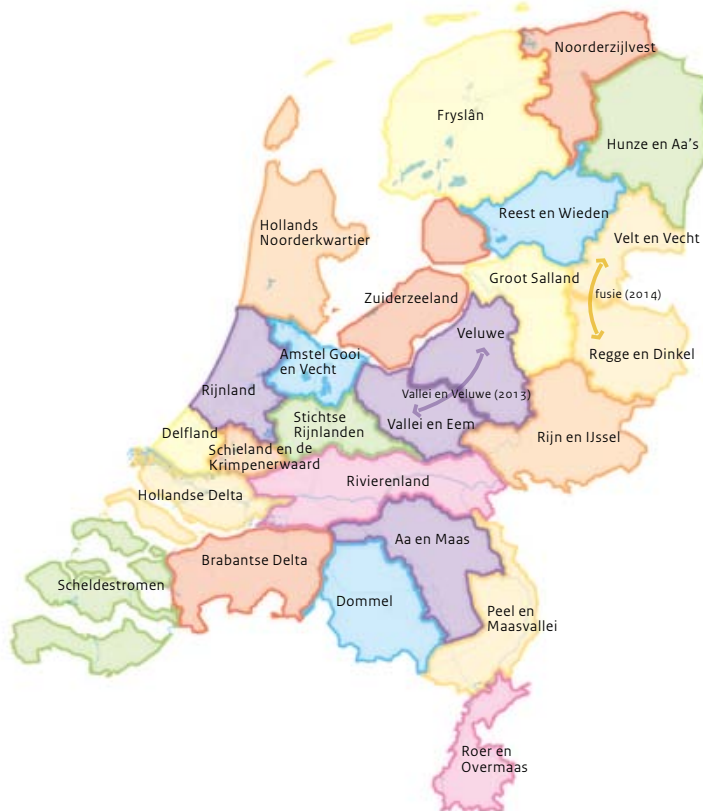 Noorderzijlvest
Fryslân
Hunze en Aa's
Reest en Wieden
Hollands
Noorderkwartier
Velt en Vecht
Groot Salland
Zuiderzeeland
fusie (2014)
Veluwe
Amstel Gooi
en Vecht
Regge en Dinkel
Rijnland
Vallei en Veluwe (2013)
Stichtse
Rijnlanden
Vallei en Eem
Delfland
Rijn en IJssel
Schieland en de
Krimpenerwaard
Rivierenland
Hollandse Delta
Aa en Maas
Brabantse Delta
Scheldestromen
Dommel
Peel en
Maasvallei
Roer en
Overmaas